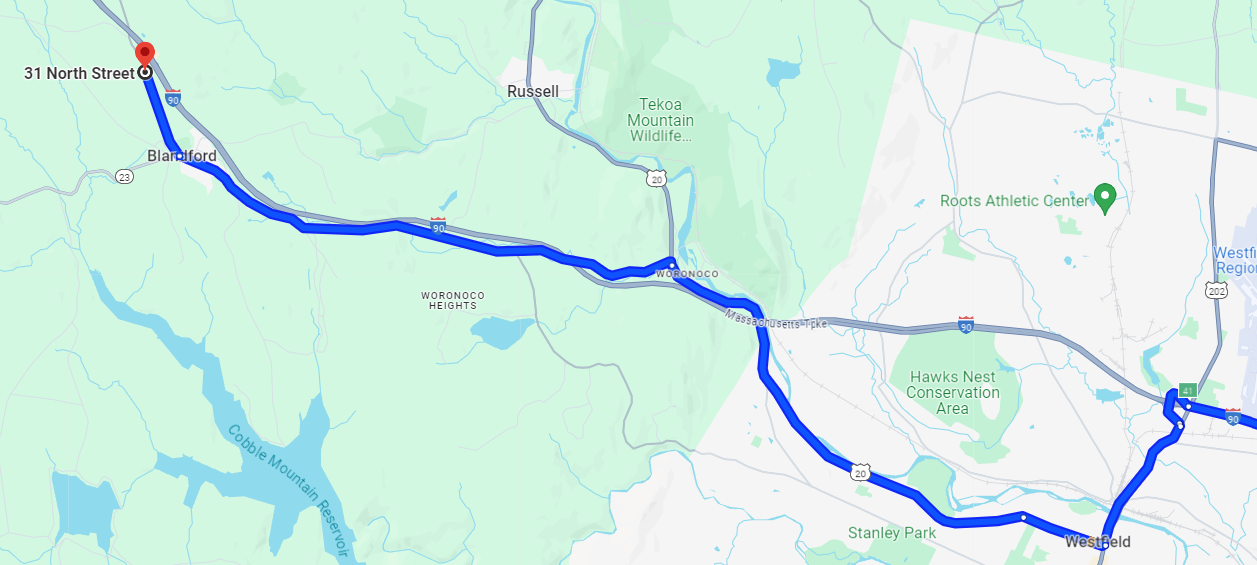 31 North Street
90
Blandford
23
Russell
Tekoa
Mountain
Wildlife...
20
Roots Athletic Center
90
WORONOCO
WORONOCO
HEIGHTS
Massachusetts Tpke
90
202
Hawks Nest
Conservation
Area
41
90
20
Stanley Park
Westfield
Cobble Mountain Reservoir
Westfi
Regio